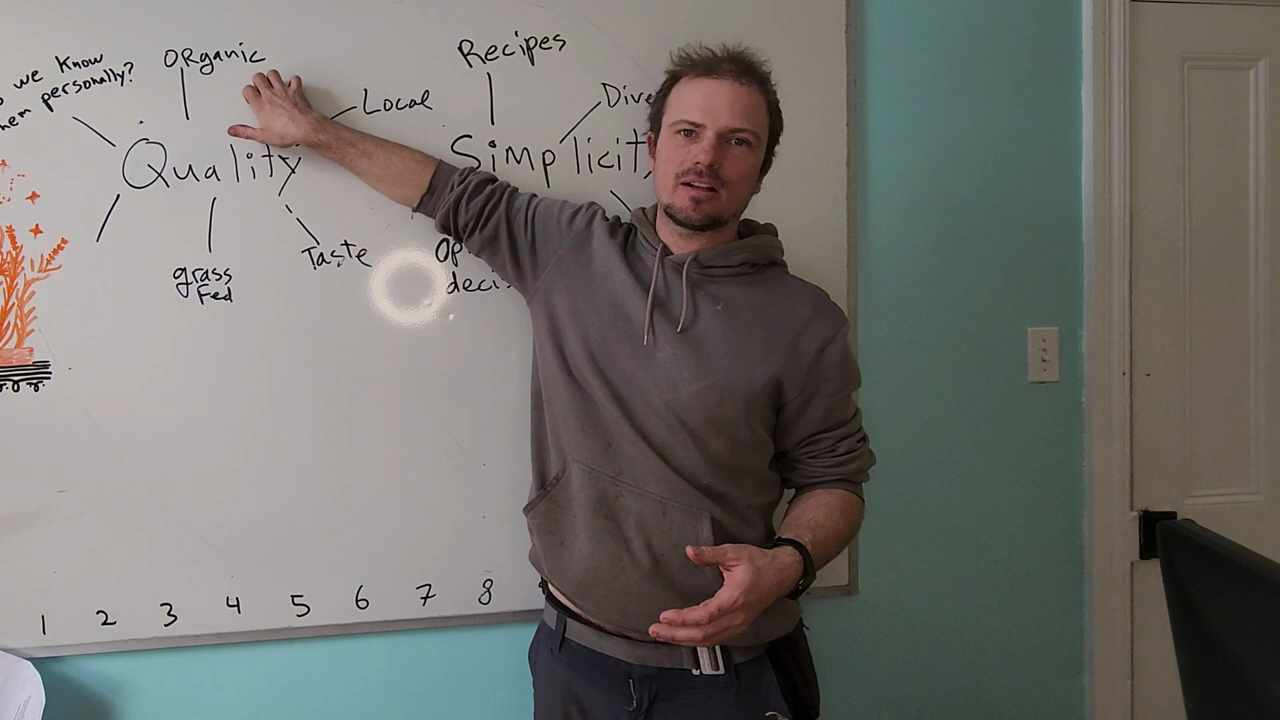 we Know
personally?
ORganic
Local
Quality
grass
Fed
Taste
Recipes
Simplicit
1 2 3 4 5 6 7 8